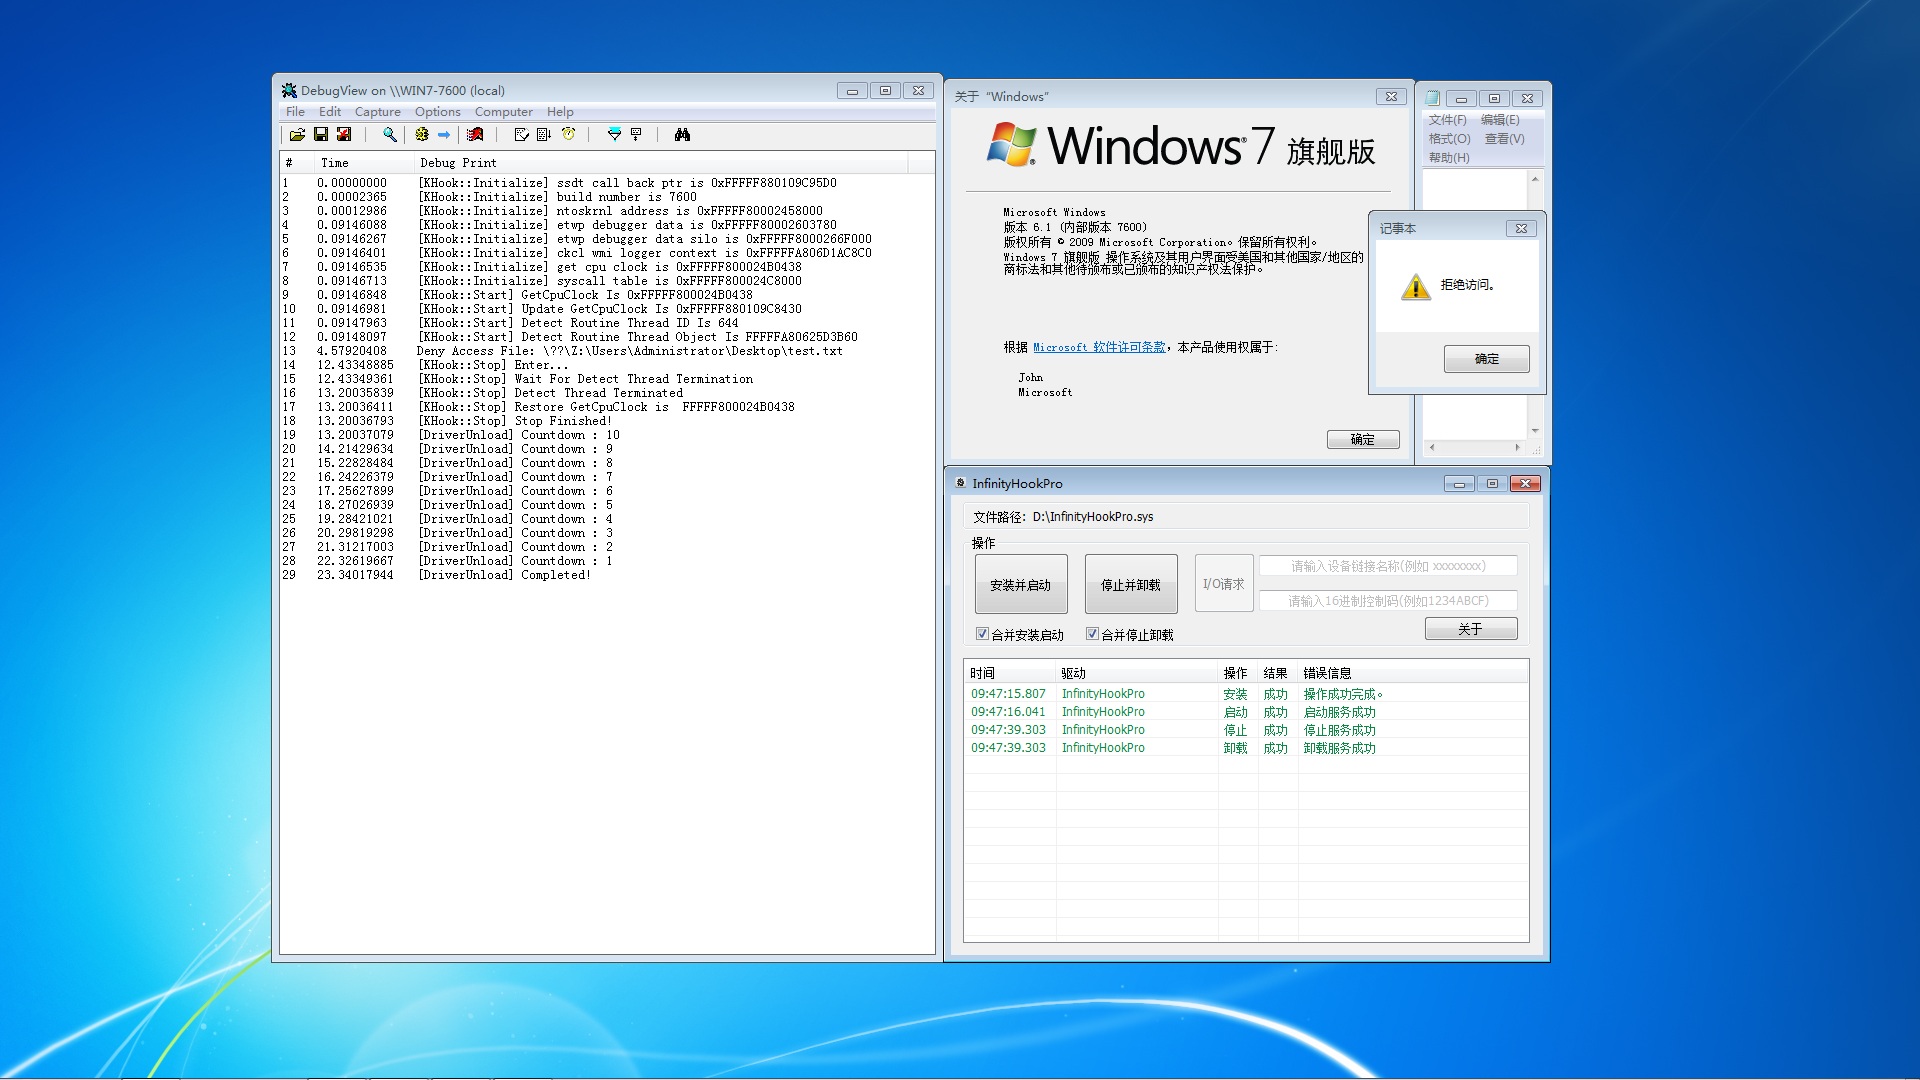 DebugView on \\WIN7-7600 (local)
File Edit Capture Options Computer Help
# Time Debug Print
1 0.00000000 [KHook::Initialize] ssdt call back ptr is 0xFFFFF880109C95D0
2 0.00002365 [KHook::Initialize] build number is 7600
3 0.00012986 [KHook::Initialize] ntoskrnl address is 0xFFFFF80002458000
4 0.09146088 [KHook::Initialize] etwp debugger data is 0xFFFFF80002603780
5 0.09146267 [KHook::Initialize] etwp debugger data silo is 0xFFFFF8000266F000
6 0.09146401 [KHook::Initialize] ckcl wmi logger context is 0xFFFFFA806D1AC8C0
7 0.09146535 [KHook::Initialize] get cpu clock is 0xFFFFF800024B0438
8 0.09146713 [KHook::Initialize] syscall table is 0xFFFFF800024C8000
9 0.09146848 [KHook::Start] GetCpuClock Is 0xFFFFF800024B0438
10 0.09146981 [KHook::Start] Update GetCpuClock Is 0xFFFFF880109C8430
11 0.09147963 [KHook::Start] Detect Routine Thread ID Is 644
12 0.09148097 [KHook::Start] Detect Routine Thread Object Is FFFFFA80625D3B60
13 4.57920408 Deny Access File: \??\Z:\Users\Administrator\Desktop\test.txt
14 12.43348885 [KHook::Stop] Enter...
15 12.43349361 [KHook::Stop] Wait For Detect Thread Termination
16 13.20035839 [KHook::Stop] Detect Thread Terminated
17 13.20036411 [KHook::Stop] Restore GetCpuClock is FFFFF800024B0438
18 13.20036793 [KHook::Stop] Stop Finished!
19 13.20037079 [DriverUnload] Countdown : 10
20 14.21429634 [DriverUnload] Countdown : 9
21 15.22828484 [DriverUnload] Countdown : 8
22 16.24226379 [DriverUnload] Countdown : 7
23 17.25627899 [DriverUnload] Countdown : 6
24 18.27026939 [DriverUnload] Countdown : 5
25 19.28421021 [DriverUnload] Countdown : 4
26 20.29819298 [DriverUnload] Countdown : 3
27 21.31217003 [DriverUnload] Countdown : 2
28 22.32619667 [DriverUnload] Countdown : 1
29 23.34017944 [DriverUnload] Completed!
关于 “Windows”
Windows 7 旗舰版
Microsoft Windows
版本 6.1 (内部版本 7600)
版权所有 © 2009 Microsoft Corporation。保留所有权利。
Windows 7 旗舰版 操作系统及其用户界面受美国和其他国家/地区的
商标法和其他待颁布或已颁布的知识产权法保护。
根据 Microsoft 软件许可条款，本产品使用权属于:
John
Microsoft
确定
文件(F) 编辑(E)
格式(O) 查看(V)
帮助(H)
记事本
拒绝访问。
确定
InfinityHookPro
文件路径: D:\InfinityHookPro.sys
操作
安装并启动 停止并卸载 I/O请求
请输入设备链接名称(例如 xxxxxxxx)
请输入16进制控制码(例如1234ABCF)
合并安装启动 合并停止卸载 关于
时间 驱动 操作 结果 错误信息
09:47:15.807 InfinityHookPro 安装 成功 操作成功完成。
09:47:16.041 InfinityHookPro 启动 成功 启动服务成功
09:47:39.303 InfinityHookPro 停止 成功 停止服务成功
09:47:39.303 InfinityHookPro 卸载 成功 卸载服务成功